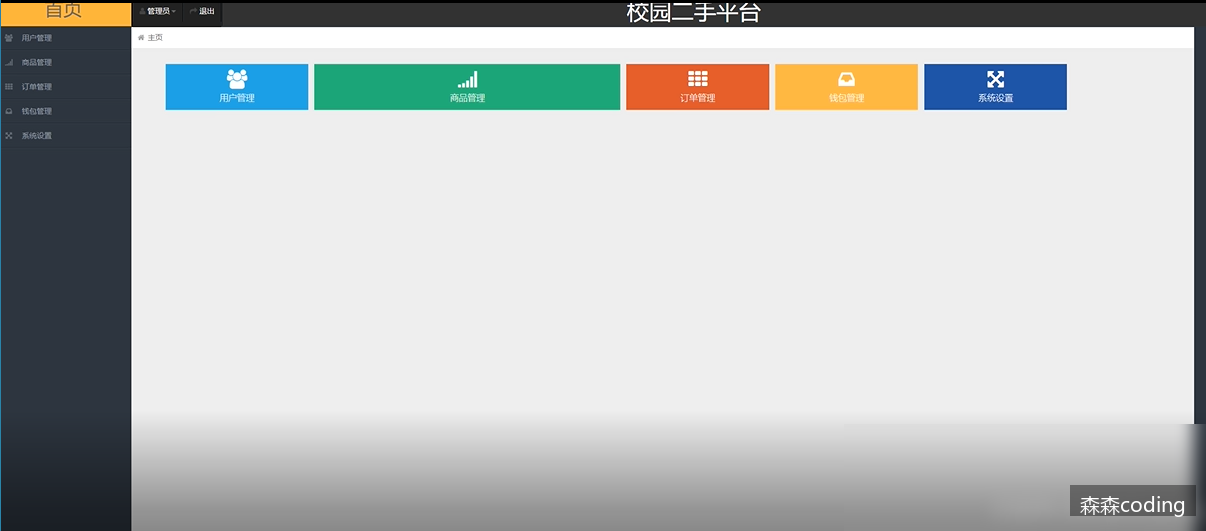 首页
管理员
退出
校园二手平台
用户管理
商品管理
订单管理
钱包管理
系统设置
主页
用户管理
商品管理
订单管理
钱包管理
系统设置
森森coding